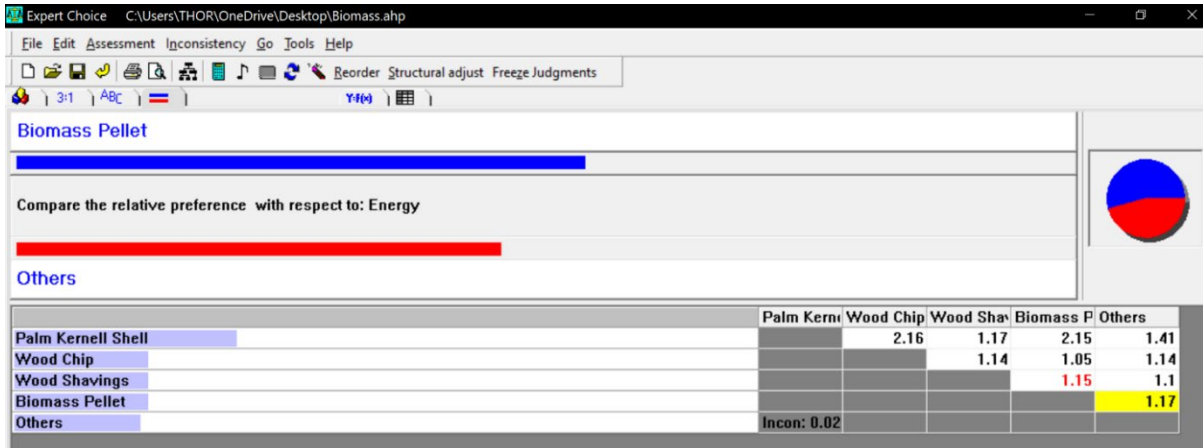 Expert Choice C:\Users\THOR\OneDrive\Desktop\Biomass.ahp
File Edit Assessment Inconsistency Go Tools Help
Reorder Structural adjust Freeze Judgments
3:1 ABC Y=f(x)
Biomass Pellet
Compare the relative preference with respect to: Energy
Others
Palm Kerne Wood Chip Wood Shav Biomass P Others
Palm Kernell Shell 2.16 1.17 2.15 1.41
Wood Chip 1.14 1.05 1.14
Wood Shavings 1.15 1.1
Biomass Pellet 1.17
Others Incon: 0.02